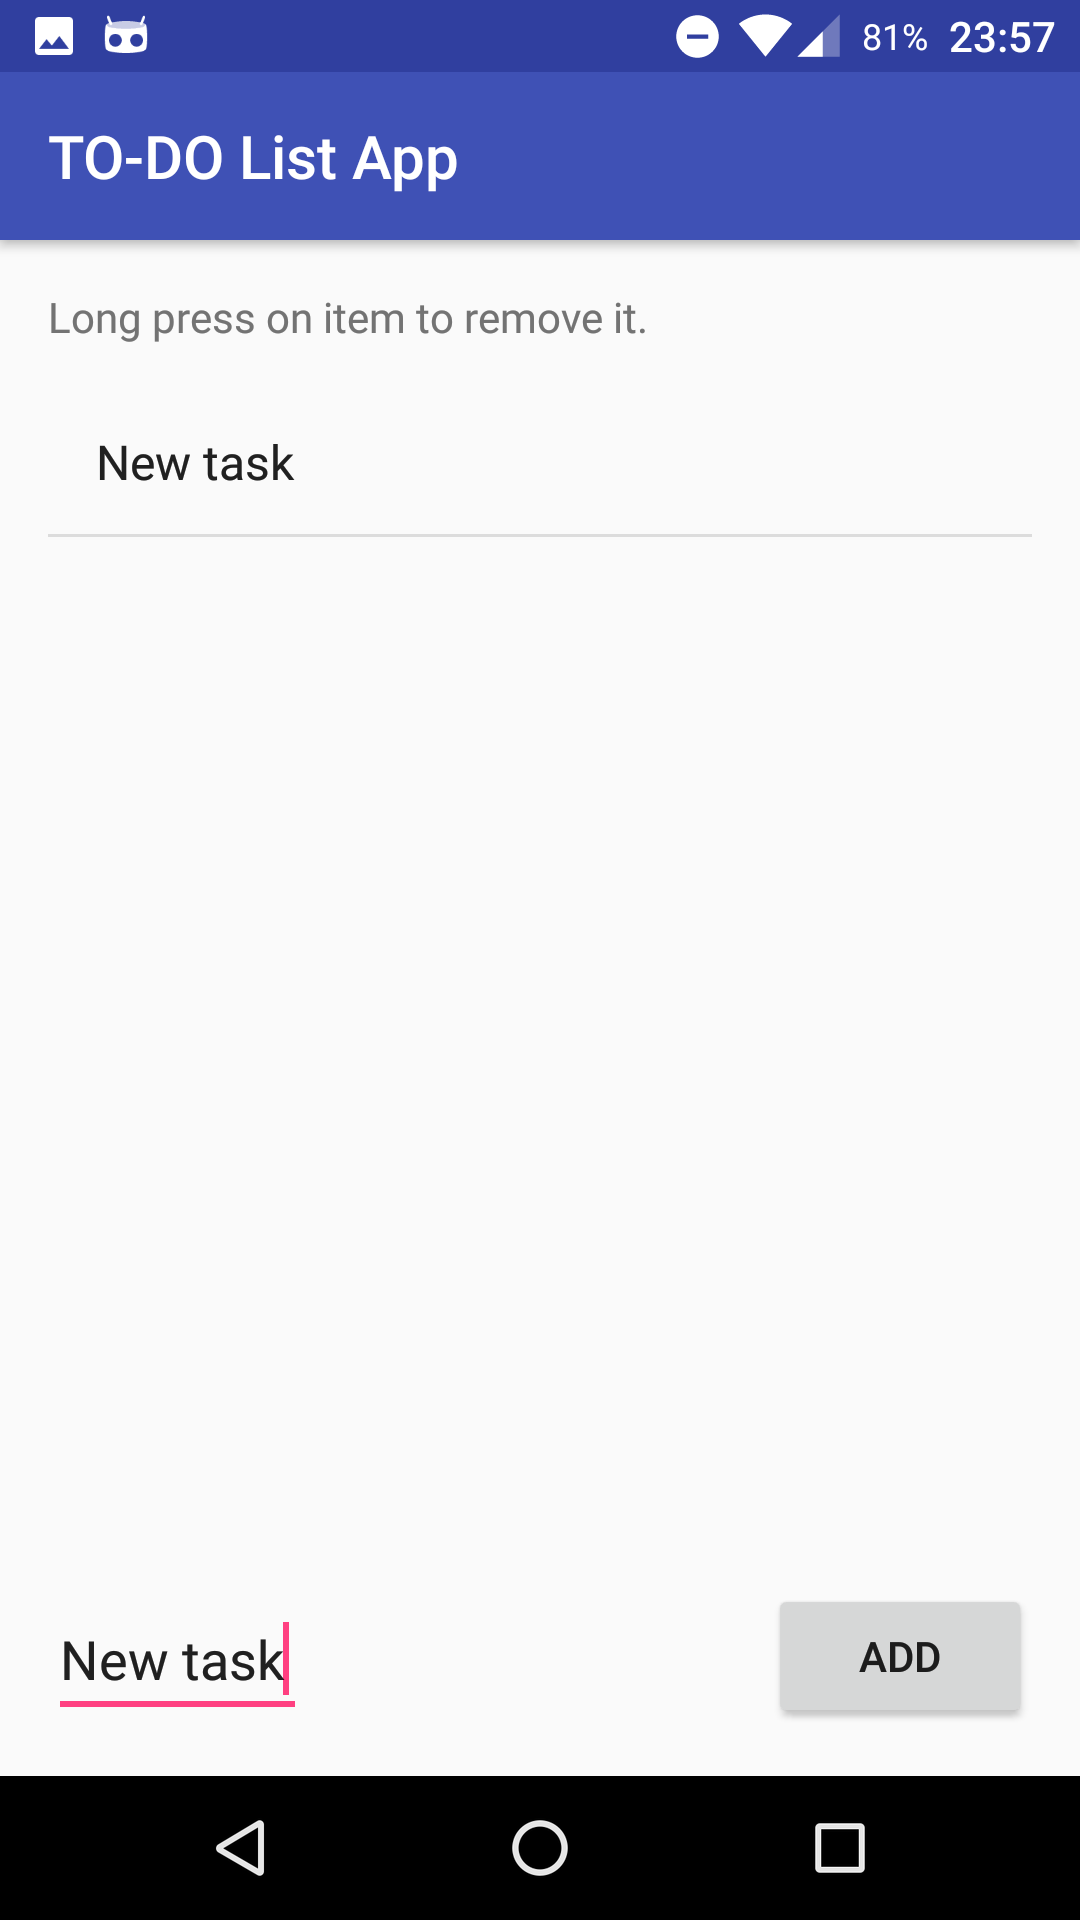 81% 23:57
TO-DO List App
Long press on item to remove it.
New task
New task ADD